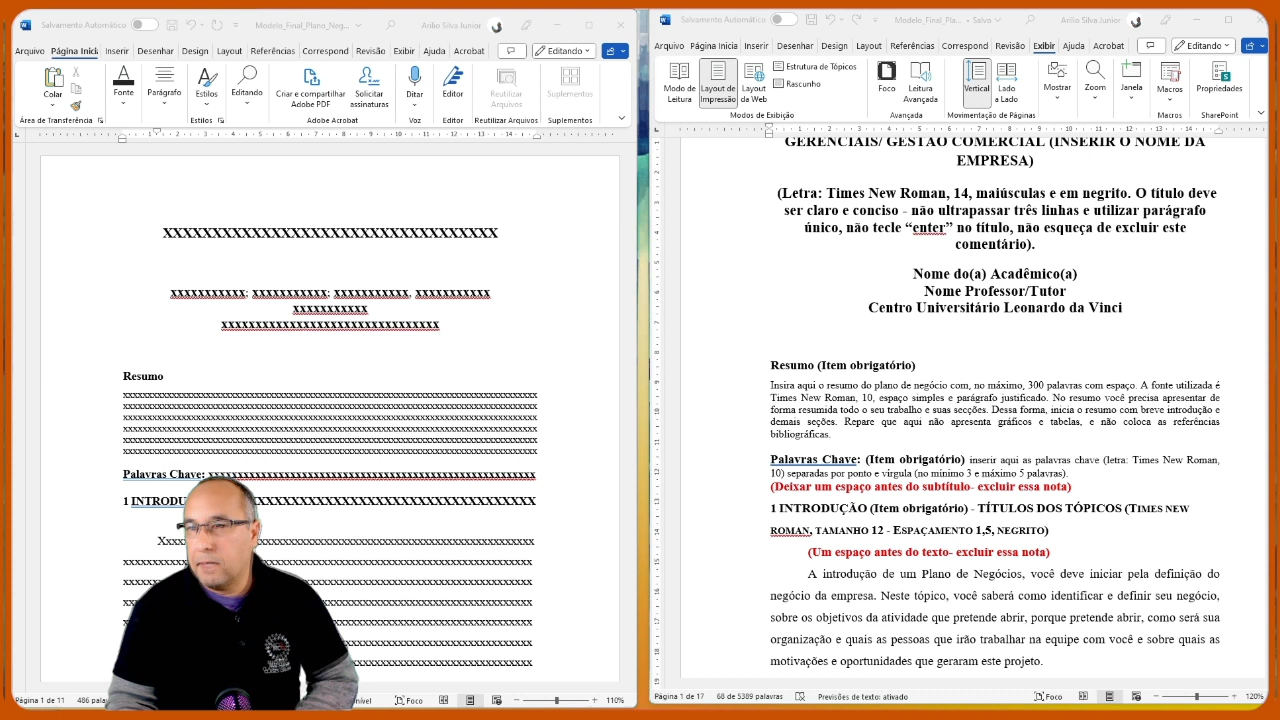 Salvamento Automático
Modelo_Final_Plano_Neg...
Arilio Silva Junior
Arquivo
Página Inici
Inserir
Desenhar
Design
Layout
Referências
Correspond
Revisão
Exibir
Ajuda
Acrobat
Editando
Colar
Fonte
Parágrafo
Estilos
Editando
Criar e compartilhar Adobe PDF
Solicitar assinaturas
Ditar
Editor
Reutilizar Arquivos
Suplementos
Área de Transferência
Estilos
Adobe Acrobat
Voz
Editor
Reutilizar Arquivos
Suplementos
Resumo
Palavras Chave:
1 INTRODU
Página 1 de 11
486 palav
nível
Foco
110%
Salvamento Automático
Modelo_Final_Pla... • Salvo
Arilio Silva Junior
Arquivo
Página Inicia
Inserir
Desenhar
Design
Layout
Referências
Correspond
Revisão
Exibir
Ajuda
Acrobat
Editando
Modo de Leitura
Layout de Impressão
Layout da Web
Estrutura de Tópicos
Rascunho
Foco
Leitura Avançada
Vertical
Lado a Lado
Mostrar
Zoom
Janela
Macros
Propriedades
Modos de Exibição
Avançada
Movimentação de Páginas
Macros
SharePoint
GERENCIAIS/ GESTÃO COMERCIAL (INSERIR O NOME DA
EMPRESA)
(Letra: Times New Roman, 14, maiúsculas e em negrito. O título deve
ser claro e conciso - não ultrapassar três linhas e utilizar parágrafo
único, não tecle “enter” no título, não esqueça de excluir este
comentário).
Nome do(a) Acadêmico(a)
Nome Professor/Tutor
Centro Universitário Leonardo da Vinci
Resumo (Item obrigatório)
Insira aqui o resumo do plano de negócio com, no máximo, 300 palavras com espaço. A fonte utilizada é
Times New Roman, 10, espaço simples e parágrafo justificado. No resumo você precisa apresentar de
forma resumida todo o seu trabalho e suas secções. Dessa forma, inicia o resumo com breve introdução e
demais seções. Repare que aqui não apresenta gráficos e tabelas, e não coloca as referências
bibliográficas.
Palavras Chave: (Item obrigatório) inserir aqui as palavras chave (letra: Times New Roman,
10) separadas por ponto e vírgula (no mínimo 3 e máximo 5 palavras).
(Deixar um espaço antes do subtítulo- excluir essa nota)
1 INTRODUÇÃO (Item obrigatório) - TÍTULOS DOS TÓPICOS (TIMES NEW
ROMAN, TAMANHO 12 - ESPAÇAMENTO 1,5, NEGRITO)
(Um espaço antes do texto- excluir essa nota)
A introdução de um Plano de Negócios, você deve iniciar pela definição do
negócio da empresa. Neste tópico, você saberá como identificar e definir seu negócio,
sobre os objetivos da atividade que pretende abrir, porque pretende abrir, como será sua
organização e quais as pessoas que irão trabalhar na equipe com você e sobre quais as
motivações e oportunidades que geraram este projeto.
Página 1 de 17
68 de 5389 palavras
Previsões de texto: ativado
Foco
120%